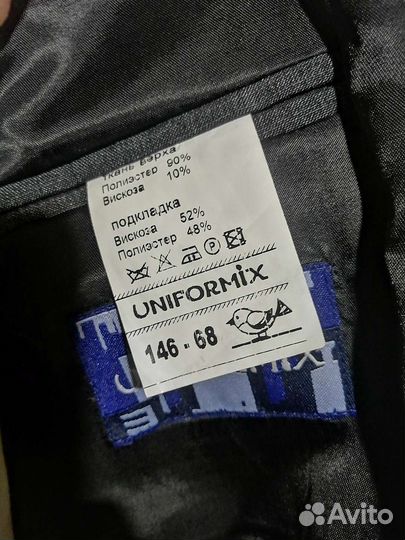 Ткань верха
Полиэстер 90%
Вискоза 10%
подкладка
Вискоза 52%
Полиэстер 48%
P
UNIFORMIX
146 - 68
Avito